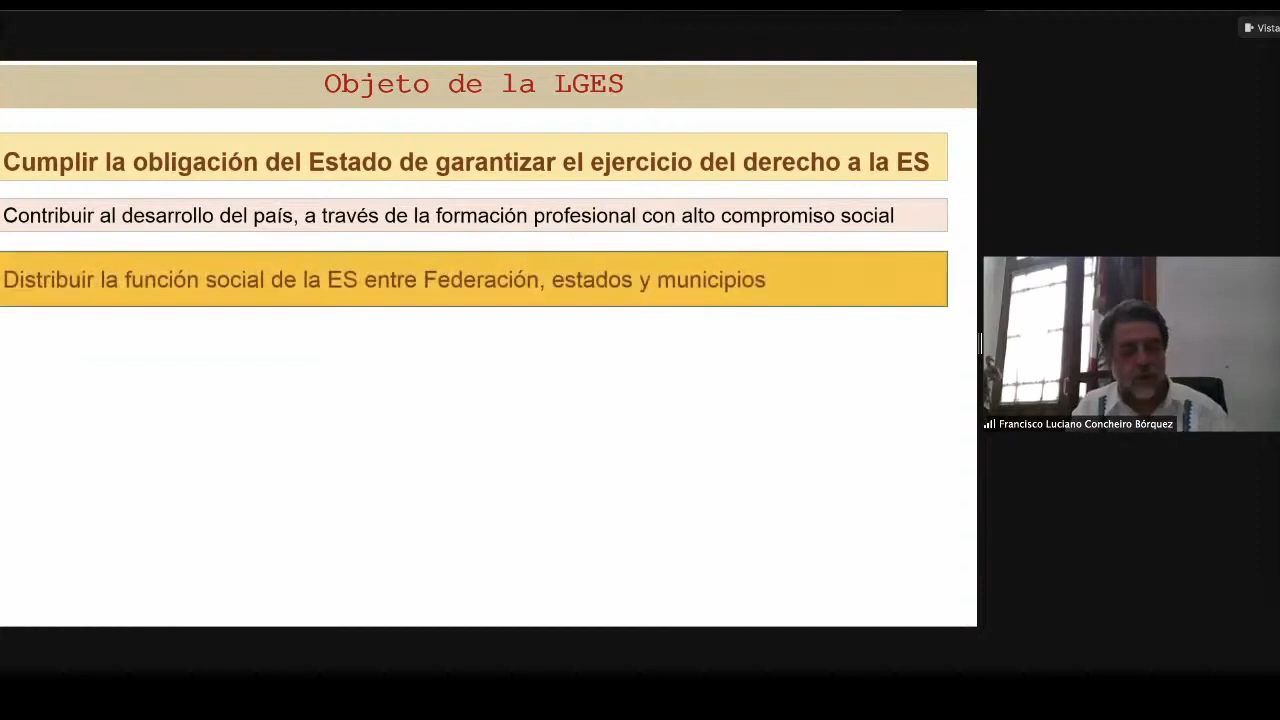 Vista
Objeto de la LGES
Cumplir la obligación del Estado de garantizar el ejercicio del derecho a la ES
Contribuir al desarrollo del país, a través de la formación profesional con alto compromiso social
Distribuir la función social de la ES entre Federación, estados y municipios
Francisco Luciano Concheiro Bórquez